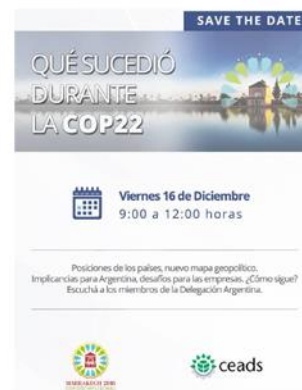 SAVE THE DATE
QUÉ SUCEDIÓ
DURANTE
LA COP22
Viernes 16 de Diciembre
9:00 a 12:00 horas
Posiciones de los países, nuevo mapa geopolítico.
Implicancias para Argentina, desafíos para las empresas. ¿Cómo sigue?
Escuchá a los miembros de la Delegación Argentina.
MARRAKECH 2016
ceads